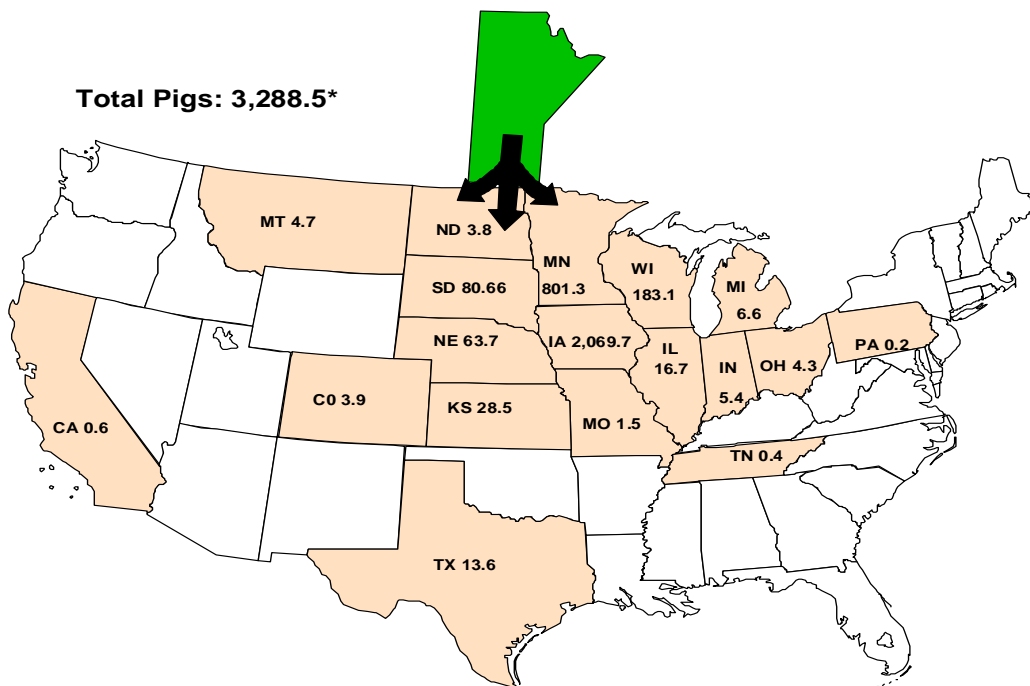 Total Pigs: 3,288.5*
MT 4.7
ND 3.8
MN
801.3
WI
183.1
MI
6.6
SD 80.66
NE 63.7
IA 2,069.7
IL
16.7
IN
5.4
OH 4.3
PA 0.2
C0 3.9
KS 28.5
MO 1.5
CA 0.6
TN 0.4
TX 13.6